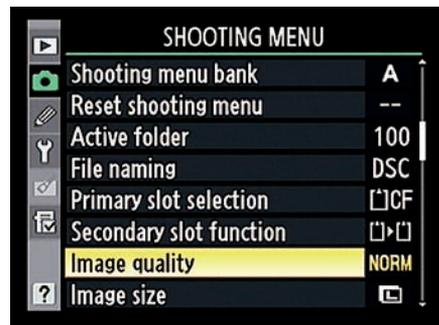 SHOOTING MENU
Shooting menu bank A
Reset shooting menu --
Active folder 100
File naming DSC
Primary slot selection CF
Secondary slot function
Image quality NORM
Image size L
?